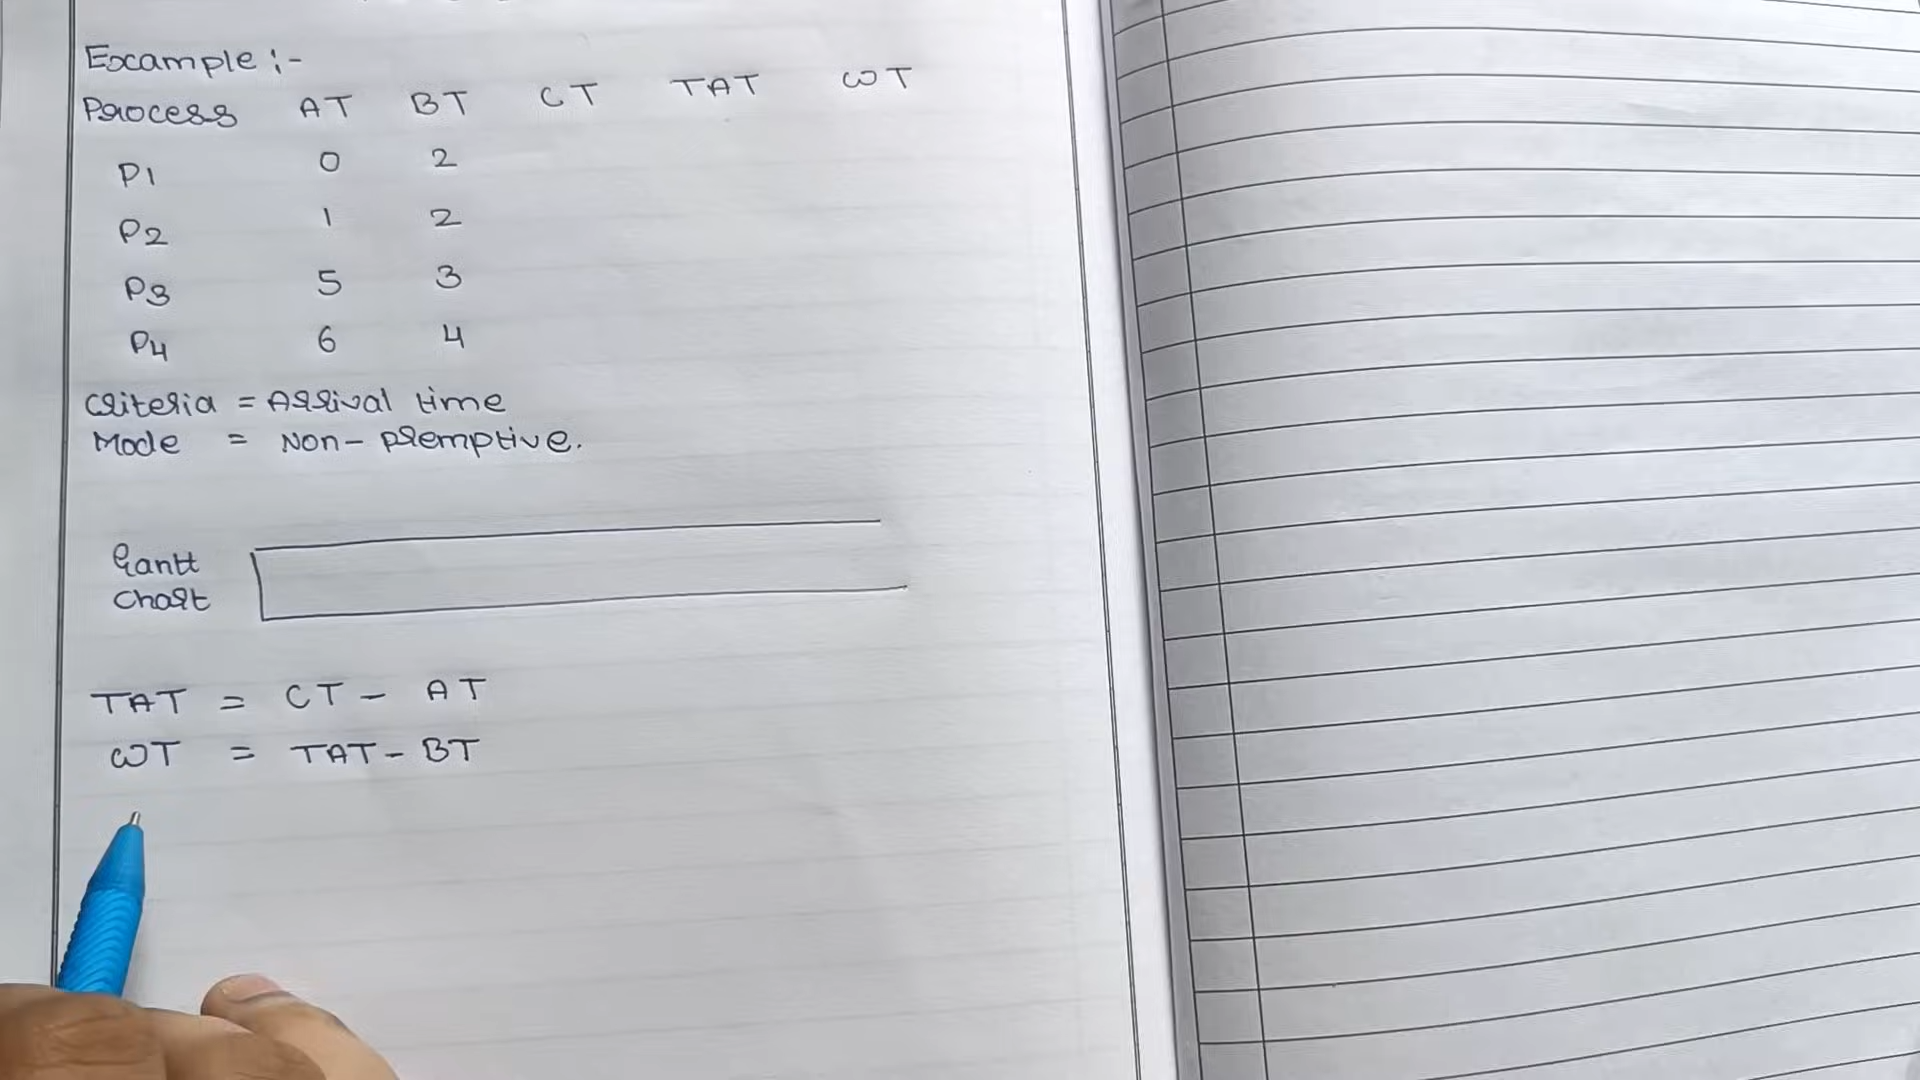 Example :-
Process AT BT CT TAT WT
P1 0 2
P2 1 2
P3 5 3
P4 6 4
Criteria = Arrival time
Mode = Non-premptive.
Gantt
Chart
TAT = CT - AT
WT = TAT - BT